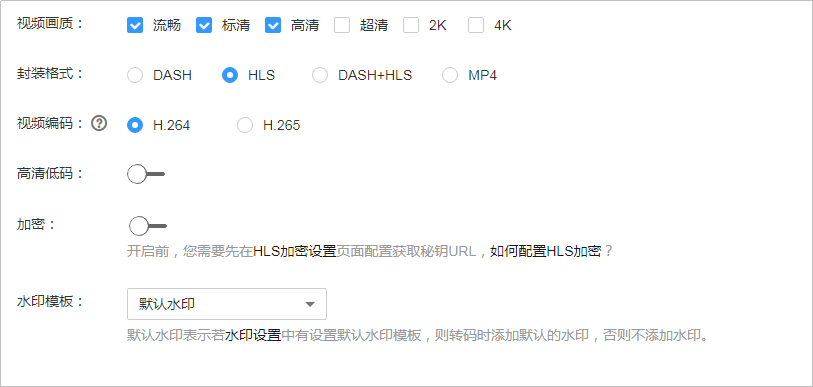 视频画质： 流畅 标清 高清 超清 2K 4K
封装格式： DASH HLS DASH+HLS MP4
视频编码： ? H.264 H.265
高清低码：
加密：
开启前，您需要先在HLS加密设置页面配置获取秘钥URL，如何配置HLS加密？
水印模板： 默认水印
默认水印表示若水印设置中有设置默认水印模板，则转码时添加默认的水印，否则不添加水印。